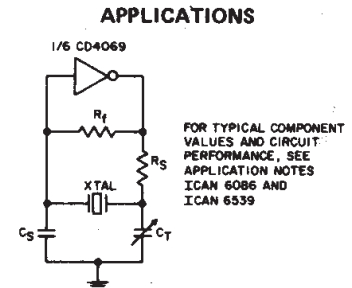 APPLICATIONS
1/6 CD4069
Rf
RS
XTAL
CS
CT
FOR TYPICAL COMPONENT
VALUES AND CIRCUIT
PERFORMANCE, SEE
APPLICATION NOTES
ICAN 6086 AND
ICAN 6539